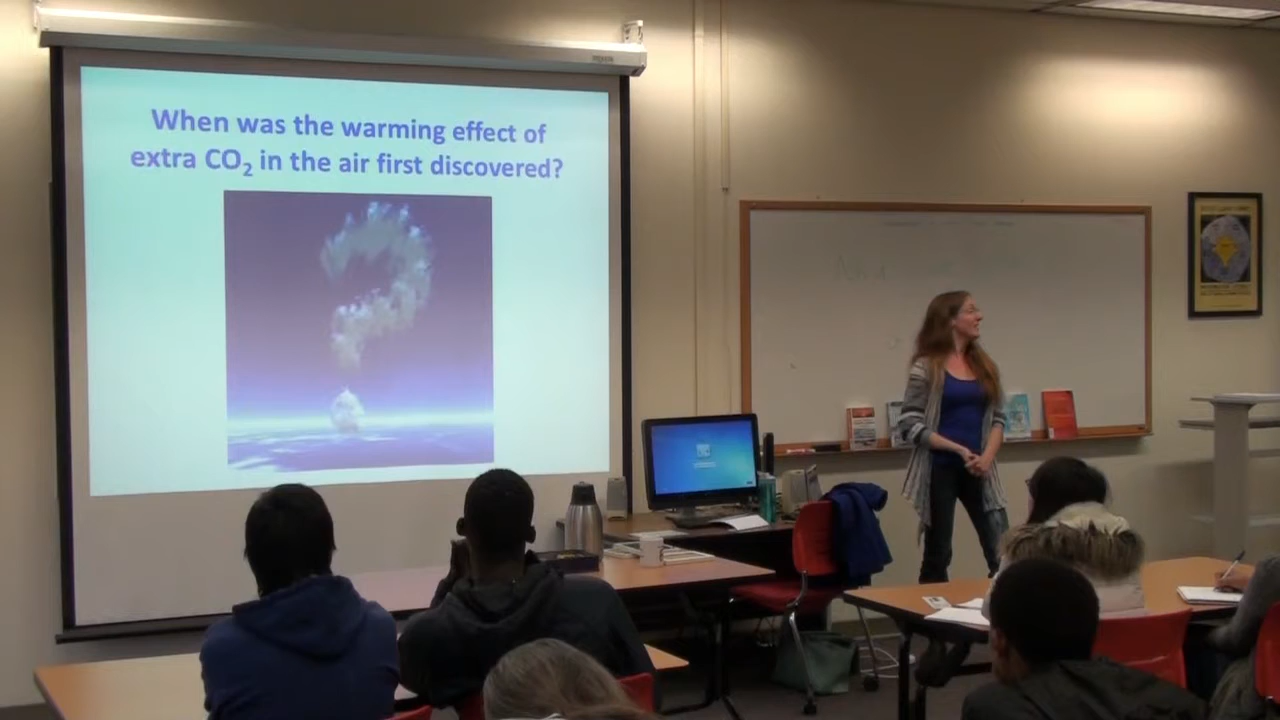 When was the warming effect of
extra CO₂ in the air first discovered?